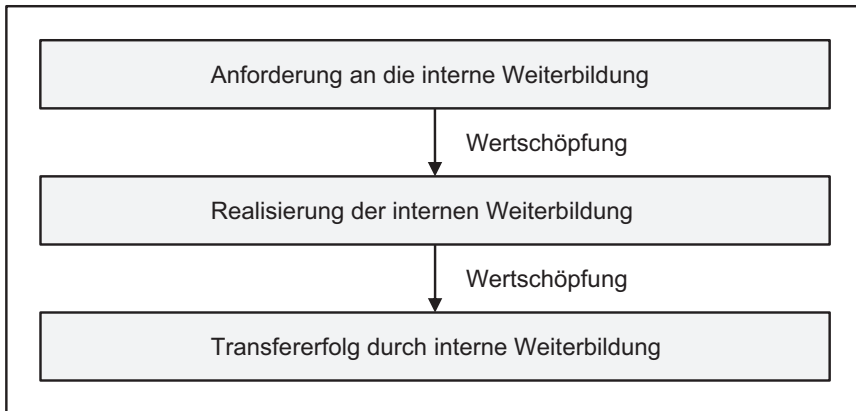 Anforderung an die interne Weiterbildung
Wertschöpfung
Realisierung der internen Weiterbildung
Wertschöpfung
Transfererfolg durch interne Weiterbildung